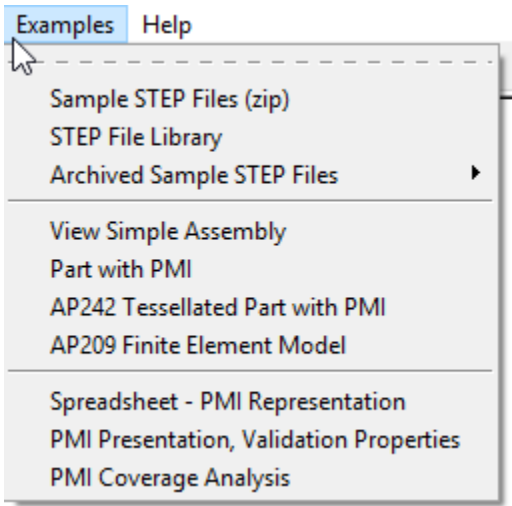 Examples Help
Sample STEP Files (zip)
STEP File Library
Archived Sample STEP Files
View Simple Assembly
Part with PMI
AP242 Tessellated Part with PMI
AP209 Finite Element Model
Spreadsheet - PMI Representation
PMI Presentation, Validation Properties
PMI Coverage Analysis